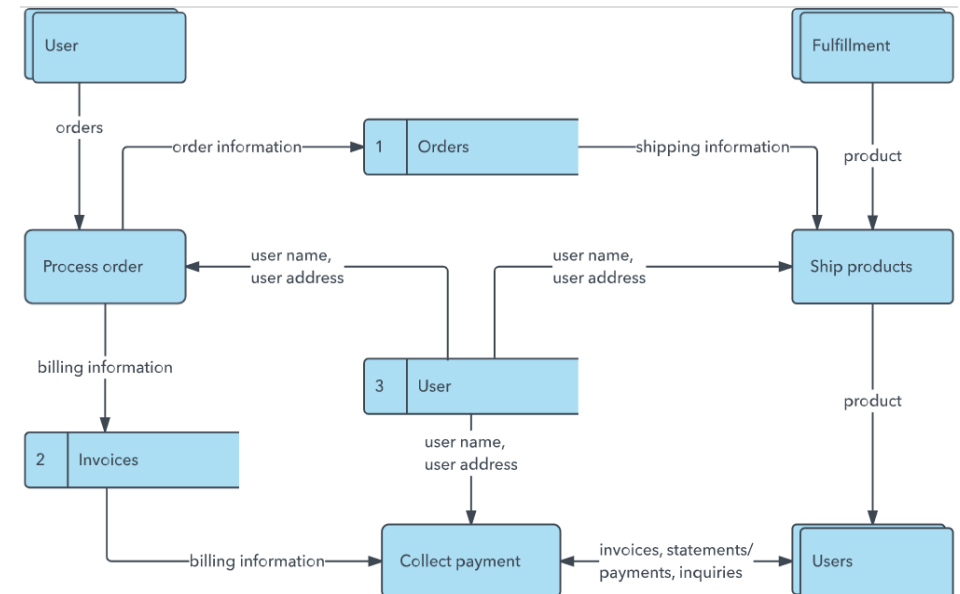 User
Fulfillment
orders
order information
1
Orders
shipping information
product
Process order
user name,
user address
user name,
user address
Ship products
billing information
3
User
product
user name,
user address
2
Invoices
billing information
Collect payment
invoices, statements/
payments, inquiries
Users